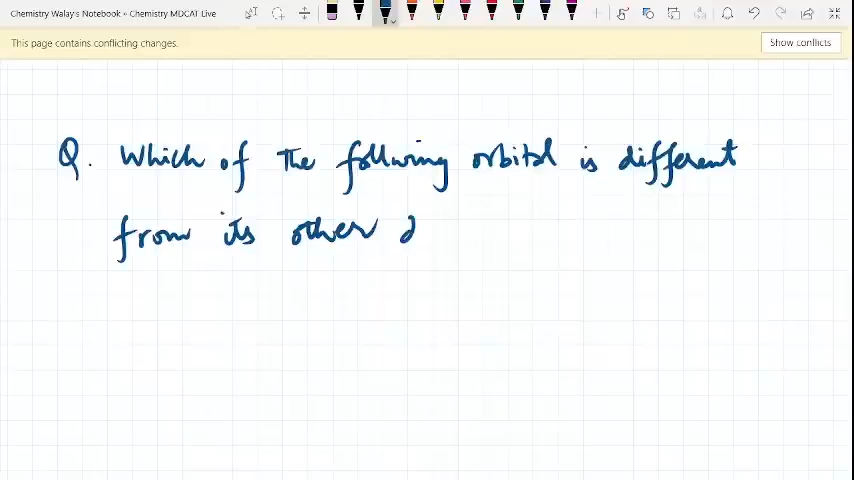 Chemistry Walay's Notebook » Chemistry MDCAT Live
This page contains conflicting changes.
Show conflicts
Q. Which of the following orbital is different
from its other